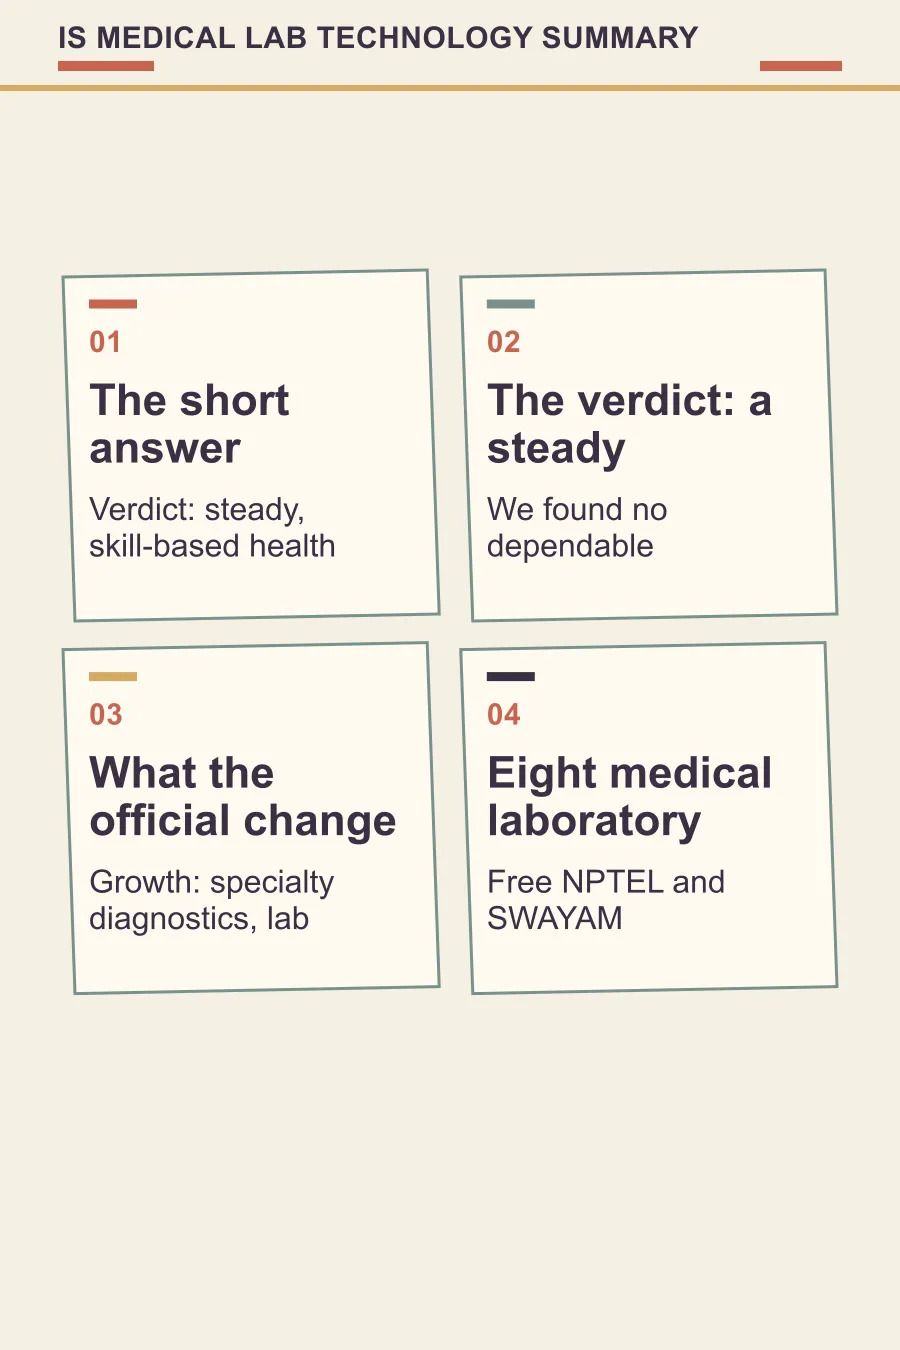 IS MEDICAL LAB TECHNOLOGY SUMMARY
01
The short
answer
Verdict: steady,
skill-based health
02
The verdict: a
steady
We found no
dependable
03
What the
official change
Growth: specialty
diagnostics, lab
04
Eight medical
laboratory
Free NPTEL and
SWAYAM